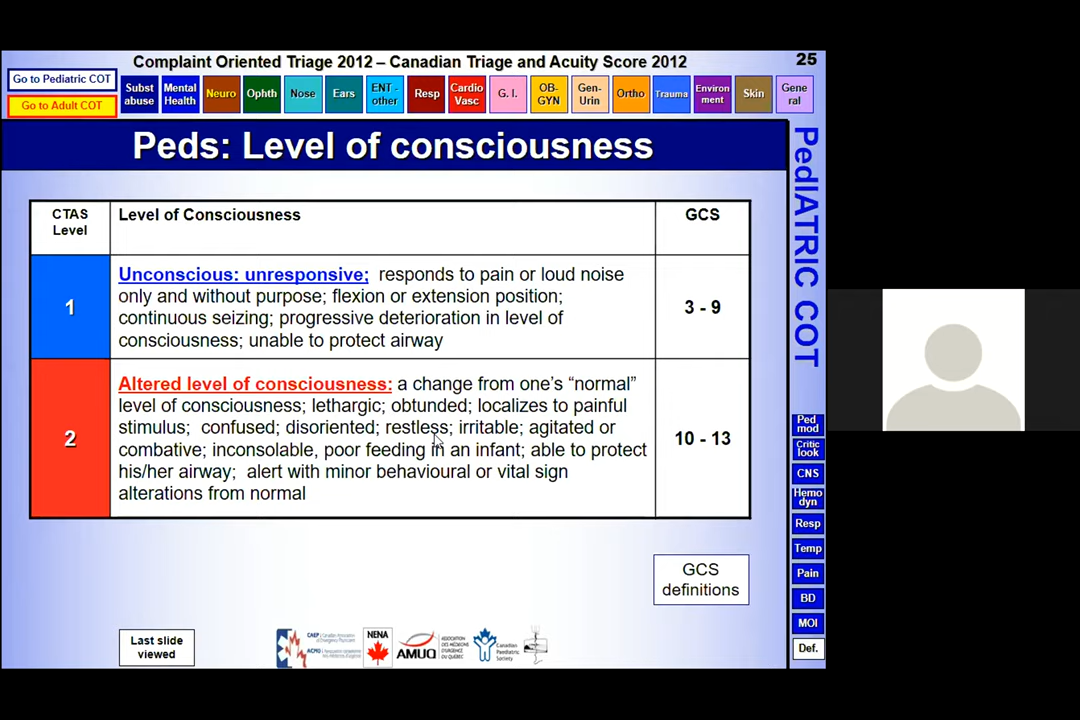 Complaint Oriented Triage 2012 – Canadian Triage and Acuity Score 2012
25
Go to Pediatric COT
Go to Adult COT
Subst
abuse
Mental
Health
Neuro
Ophth
Nose
Ears
ENT -
other
Resp
Cardio
Vasc
G. I.
OB-
GYN
Gen-
Urin
Ortho
Trauma
Environ
ment
Skin
Gene
ral
Peds: Level of consciousness
PedIATRIC COT
CTAS
Level
Level of Consciousness
GCS
1
Unconscious: unresponsive; responds to pain or loud noise
only and without purpose; flexion or extension position;
continuous seizing; progressive deterioration in level of
consciousness; unable to protect airway
3 - 9
2
Altered level of consciousness: a change from one's “normal”
level of consciousness; lethargic; obtunded; localizes to painful
stimulus; confused; disoriented; restless; irritable; agitated or
combative; inconsolable, poor feeding in an infant; able to protect
his/her airway; alert with minor behavioural or vital sign
alterations from normal
10 - 13
Ped
mod
Critic
look
CNS
Hemo
dyn
Resp
Temp
Pain
BD
MOI
Def.
GCS
definitions
Last slide
viewed
NENA
AMUQ
Canadian
Paediatric
Society